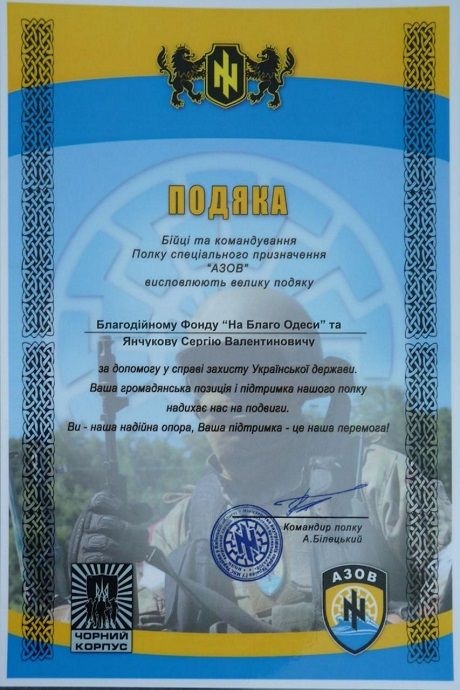 ПОДЯКА
Бійці та командування
Полку спеціального призначення
"АЗОВ"
висловлюють велику подяку
Благодійному Фонду “На Благо Одеси” та
Янчукову Сергію Валентиновичу
за допомогу у справі захисту Української держави.
Ваша громадянська позиція і підтримка нашого полку
надихає нас на подвиги.
Ви - наша надійна опора, Ваша підтримка - це наша перемога!
Командир полку
А.Білецький
ЧОРНИЙ
КОРПУС
АЗОВ